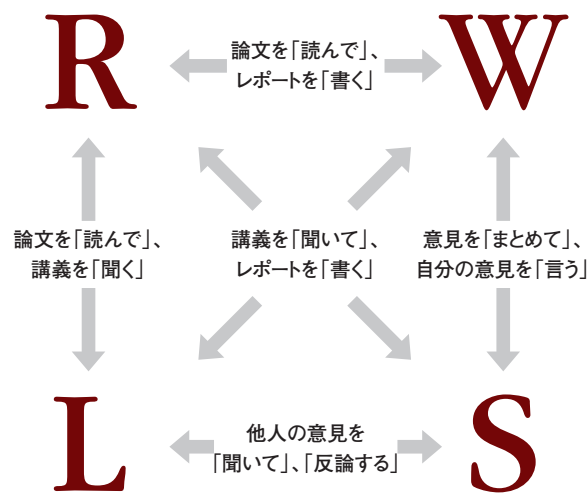 R
W
論文を「読んで」、
レポートを「書く」
論文を「読んで」、
講義を「聞く」
講義を「聞いて」、
レポートを「書く」
意見を「まとめて」、
自分の意見を「言う」
L
S
他人の意見を
「聞いて」、「反論する」